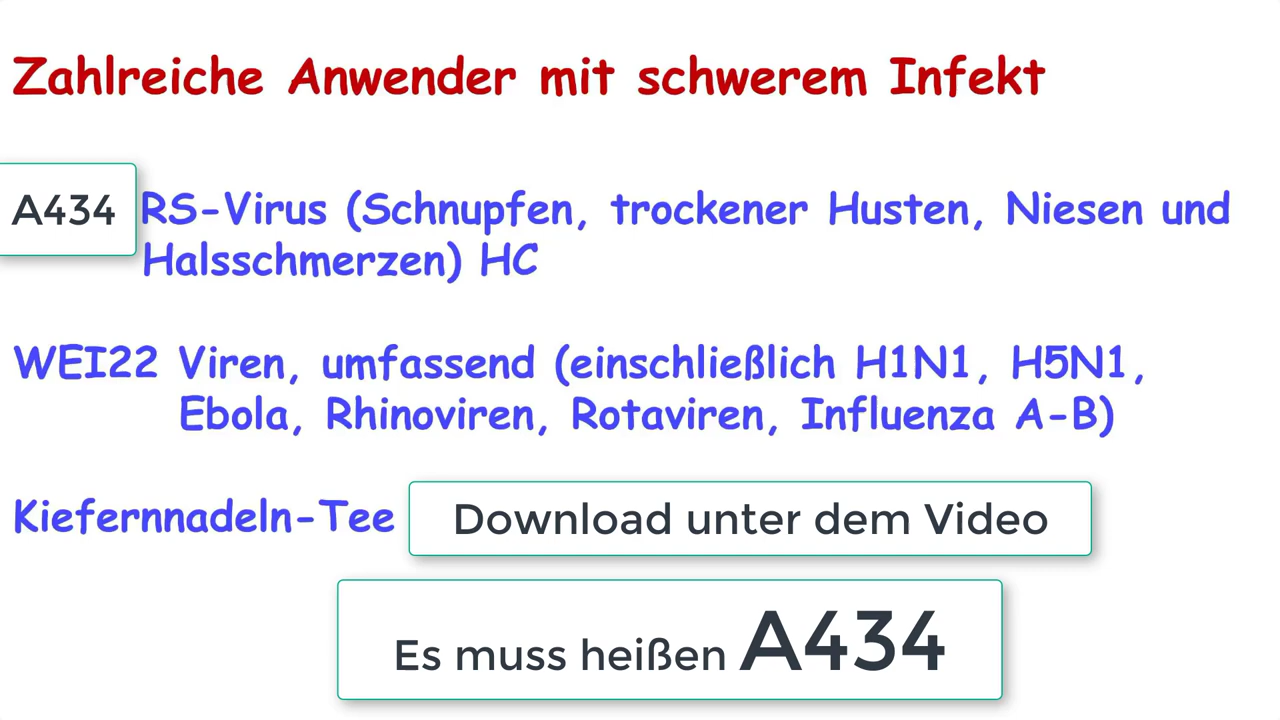 Zahlreiche Anwender mit schwerem Infekt
A434 RS-Virus (Schnupfen, trockener Husten, Niesen und
Halsschmerzen) HC
WEI22 Viren, umfassend (einschließlich H1N1, H5N1,
Ebola, Rhinoviren, Rotaviren, Influenza A-B)
Kiefernnadeln-Tee Download unter dem Video
Es muss heißen A434